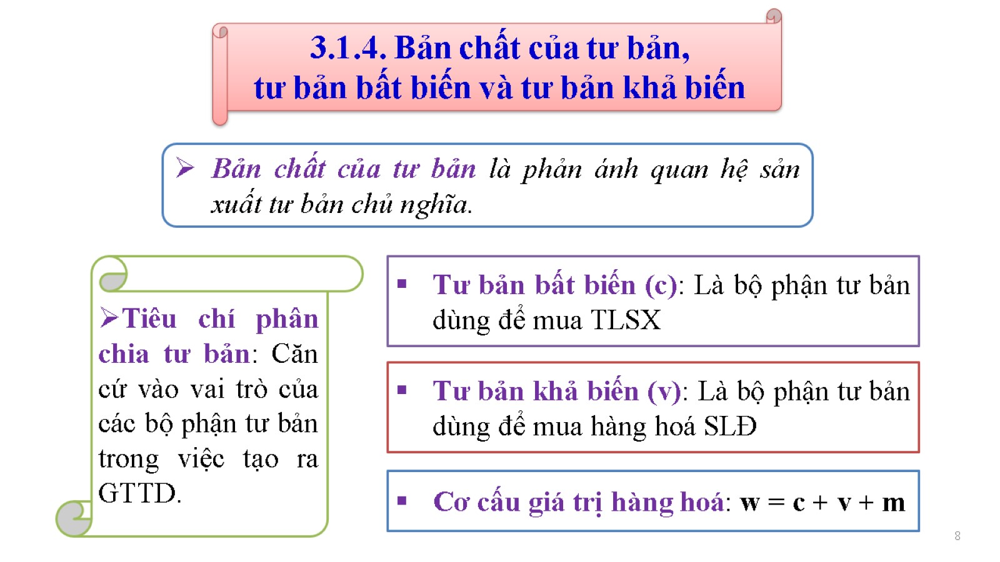 3.1.4. Bản chất của tư bản,
tư bản bất biến và tư bản khả biến
➢ Bản chất của tư bản là phản ánh quan hệ sản
xuất tư bản chủ nghĩa.
➢Tiêu chí phân
chia tư bản: Căn
cứ vào vai trò của
các bộ phận tư bản
trong việc tạo ra
GTTD.
▪ Tư bản bất biến (c): Là bộ phận tư bản
dùng để mua TLSX
▪ Tư bản khả biến (v): Là bộ phận tư bản
dùng để mua hàng hoá SLĐ
▪ Cơ cấu giá trị hàng hoá: w = c + v + m
8